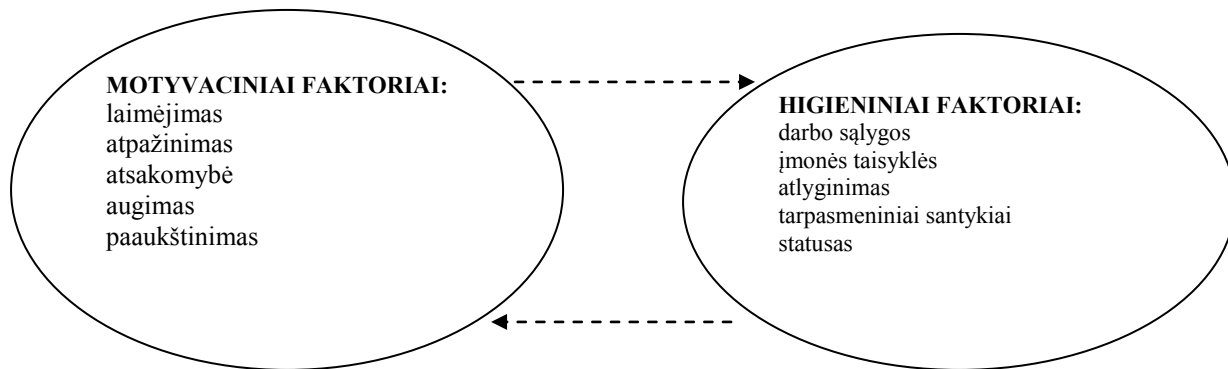 MOTYVACINIAI FAKTORIAI:
laimėjimas
atpažinimas
atsakomybė
augimas
paaukštinimas
HIGIENINIAI FAKTORIAI:
darbo sąlygos
įmonės taisyklės
atlyginimas
tarpasmeniniai santykiai
statusas